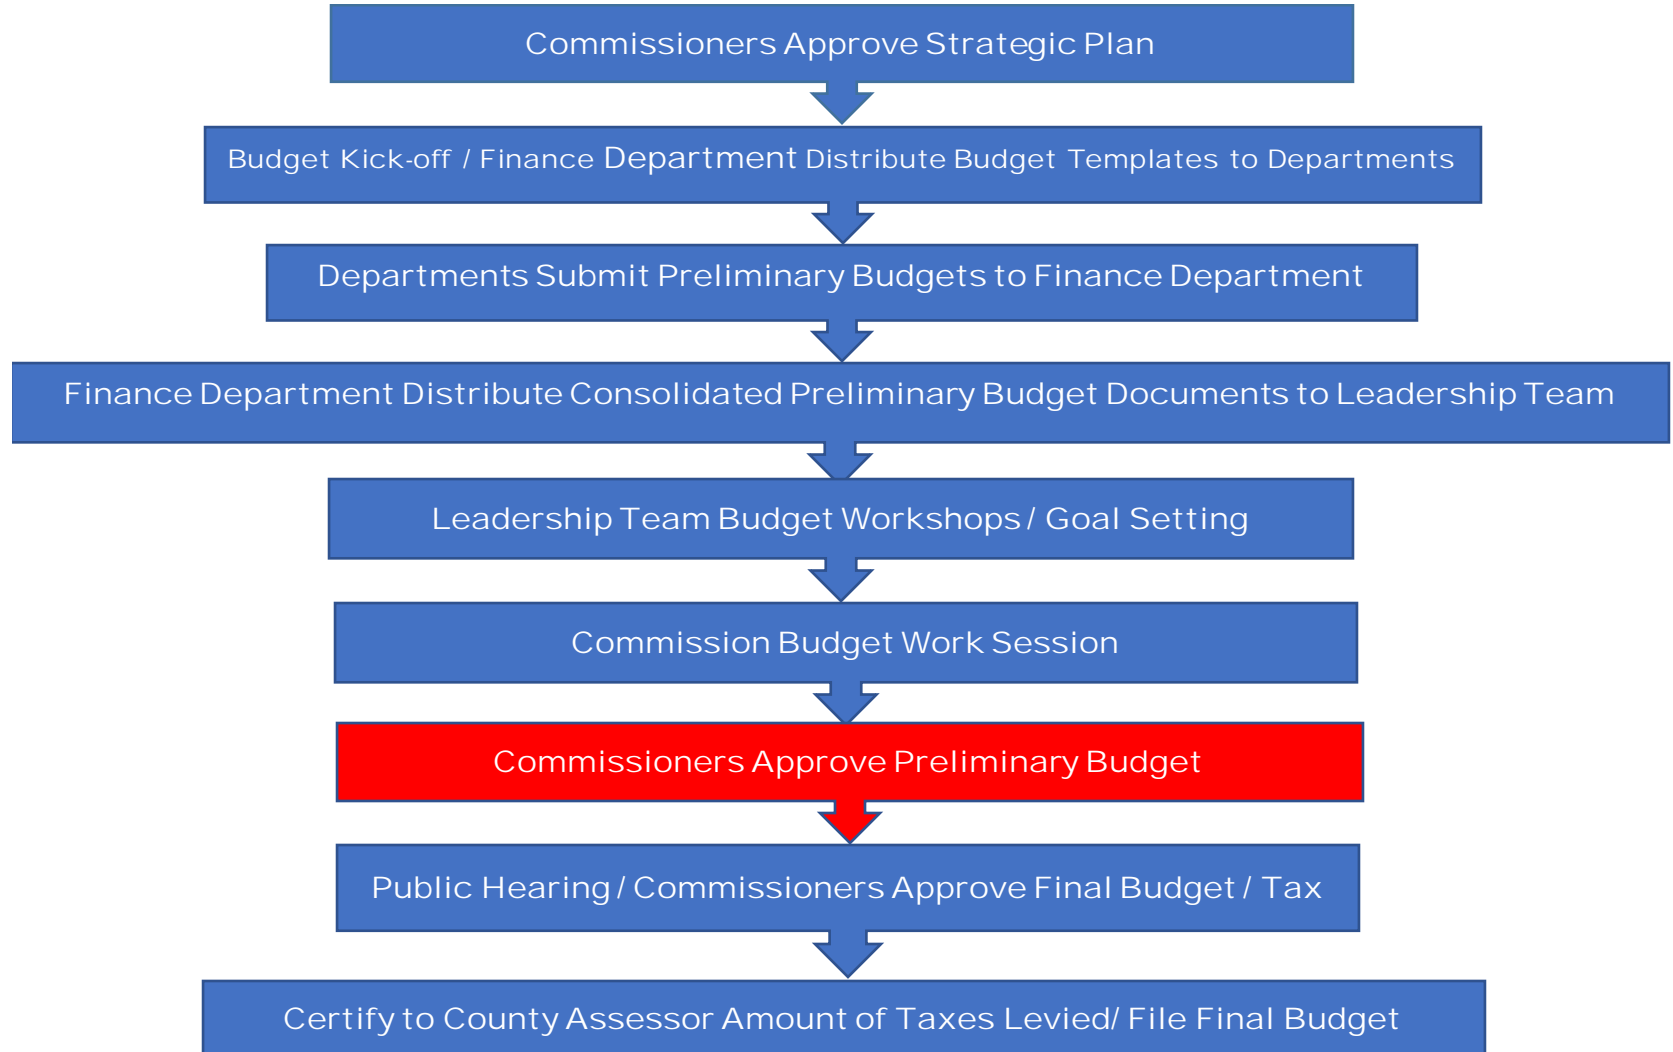 Commissioners Approve Strategic Plan
Budget Kick-off / Finance Department Distribute Budget Templates to Departments
Departments Submit Preliminary Budgets to Finance Department
Finance Department Distribute Consolidated Preliminary Budget Documents to Leadership Team
Leadership Team Budget Workshops / Goal Setting
Commission Budget Work Session
Commissioners Approve Preliminary Budget
Public Hearing / Commissioners Approve Final Budget / Tax
Certify to County Assessor Amount of Taxes Levied/ File Final Budget